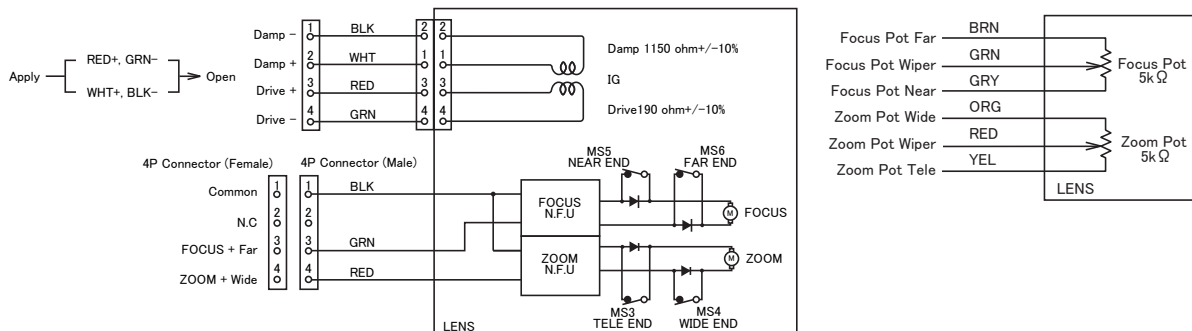 Apply
RED+, GRN-
WHT+, BLK-
Open
Damp -
Damp +
Drive +
Drive -
1
2
3
4
BLK
WHT
RED
GRN
2
1
3
4
2
1
3
4
Damp 1150 ohm+/-10%
IG
Drive190 ohm+/-10%
4P Connector (Female)
4P Connector (Male)
Common
N.C
FOCUS + Far
ZOOM + Wide
1
2
3
4
1
2
3
4
BLK
GRN
RED
FOCUS
N.F.U
ZOOM
N.F.U
MS5
NEAR END
MS6
FAR END
M
FOCUS
M
ZOOM
MS3
TELE END
MS4
WIDE END
LENS
Focus Pot Far
Focus Pot Wiper
Focus Pot Near
Zoom Pot Wide
Zoom Pot Wiper
Zoom Pot Tele
BRN
GRN
GRY
ORG
RED
YEL
Focus Pot
5kΩ
Zoom Pot
5kΩ
LENS